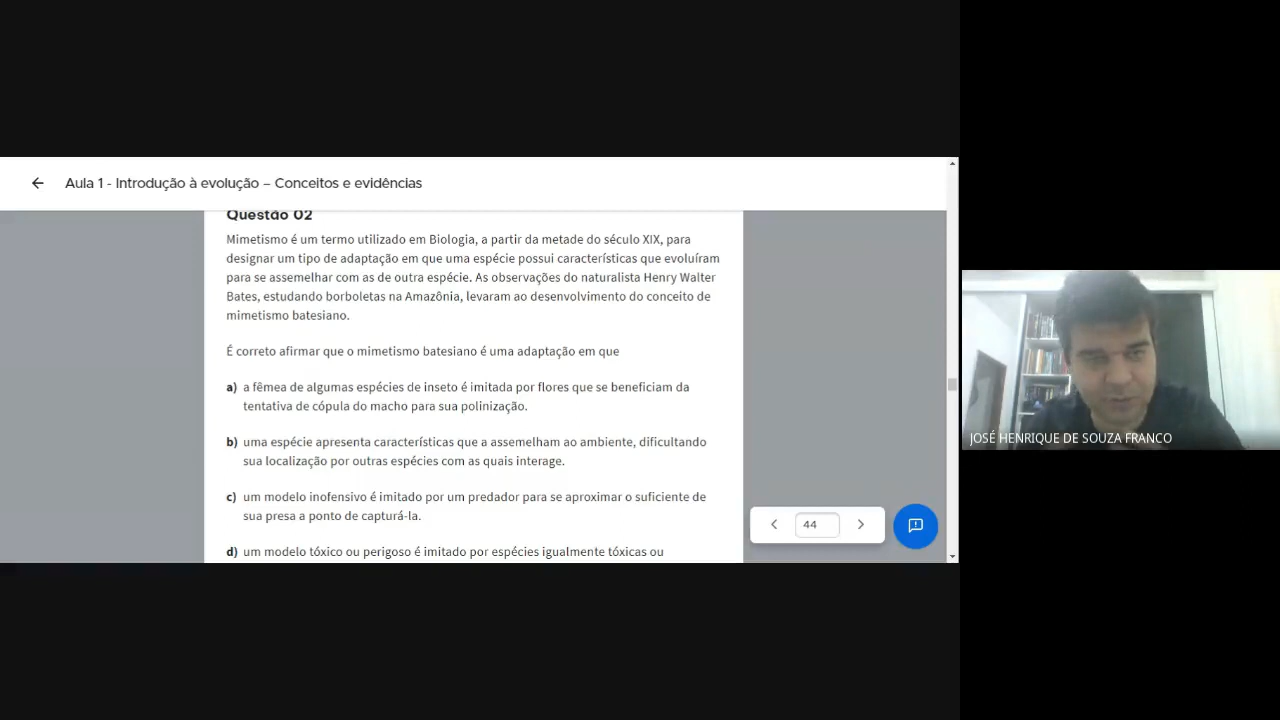 Aula 1 - Introdução à evolução – Conceitos e evidências
Questão 02
Mimetismo é um termo utilizado em Biologia, a partir da metade do século XIX, para
designar um tipo de adaptação em que uma espécie possui características que evoluíram
para se assemelhar com as de outra espécie. As observações do naturalista Henry Walter
Bates, estudando borboletas na Amazônia, levaram ao desenvolvimento do conceito de
mimetismo batesiano.
É correto afirmar que o mimetismo batesiano é uma adaptação em que
a) a fêmea de algumas espécies de inseto é imitada por flores que se beneficiam da
tentativa de cópula do macho para sua polinização.
b) uma espécie apresenta características que a assemelham ao ambiente, dificultando
sua localização por outras espécies com as quais interage.
c) um modelo inofensivo é imitado por um predador para se aproximar o suficiente de
sua presa a ponto de capturá-la.
d) um modelo tóxico ou perigoso é imitado por espécies igualmente tóxicas ou
44
JOSÉ HENRIQUE DE SOUZA FRANCO